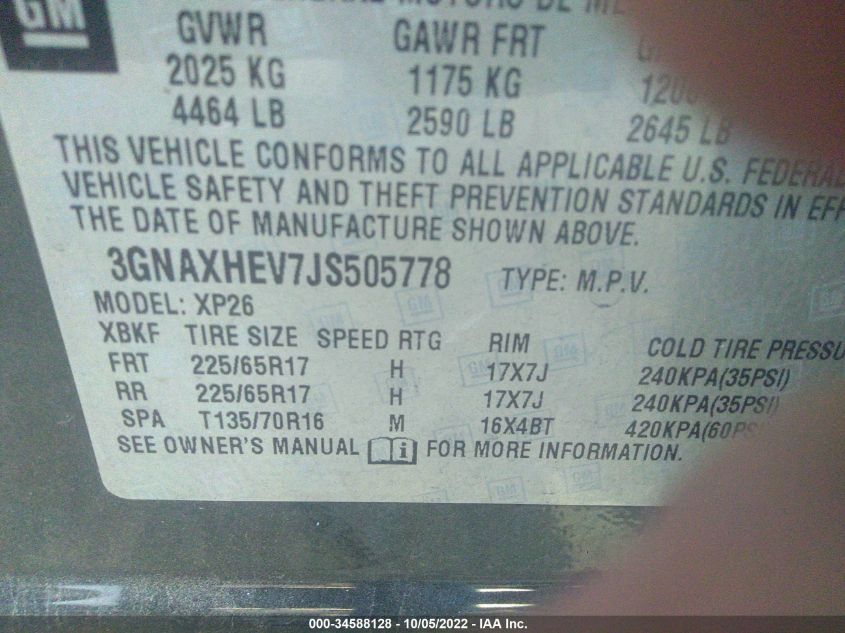 GM
GVWR GAWR FRT
2025 KG 1175 KG
4464 LB 2590 LB 2645 LB
THIS VEHICLE CONFORMS TO ALL APPLICABLE U.S. FEDERAL
VEHICLE SAFETY AND THEFT PREVENTION STANDARDS IN EFF
THE DATE OF MANUFACTURE SHOWN ABOVE.
3GNAXHEV7JS505778 TYPE: M.P.V.
MODEL: XP26
XBKF TIRE SIZE SPEED RTG RIM COLD TIRE PRESSU
FRT 225/65R17 H 17X7J 240KPA(35PSI)
RR 225/65R17 H 17X7J 240KPA(35PSI)
SPA T135/70R16 M 16X4BT 420KPA(60PSI
SEE OWNER'S MANUAL i FOR MORE INFORMATION.
000-34588128 - 10/05/2022 - IAA Inc.